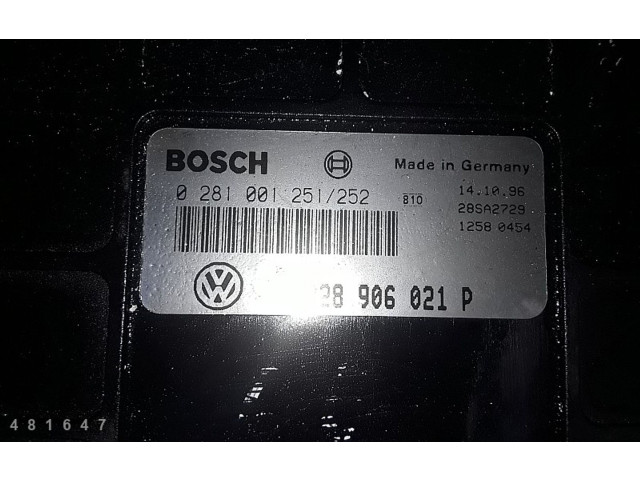 BOSCH
Made in Germany
0 281 001 251/252
810
14.10.96
28SA2729
1258 0454
28 906 021 P
481647